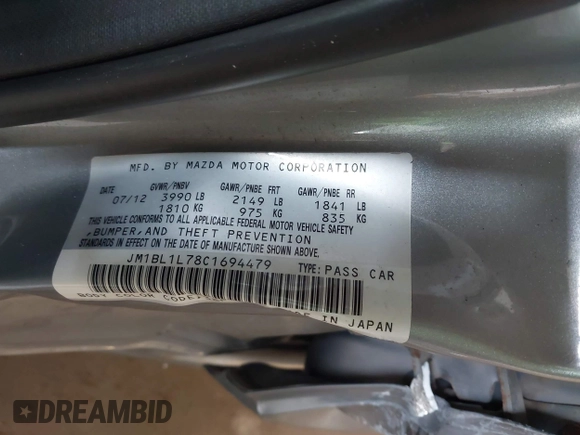 MFD. BY MAZDA MOTOR CORPORATION
DATE GVWR/PNBV GAWR/PNBE FRT GAWR/PNBE RR
07/12 3990 LB 2149 LB 1841 LB
1810 KG 975 KG 835 KG
THIS VEHICLE CONFORMS TO ALL APPLICABLE FEDERAL MOTOR VEHICLE SAFETY
,BUMPER,AND THEFT PREVENTION
STANDARDS IN EFFECT ON THE DATE OF MANUFACTURE SHOWN ABOVE.
JM1BL1L78C1694479 TYPE:PASS CAR
BODY COLOR CODE IN JAPAN
DREAMBID